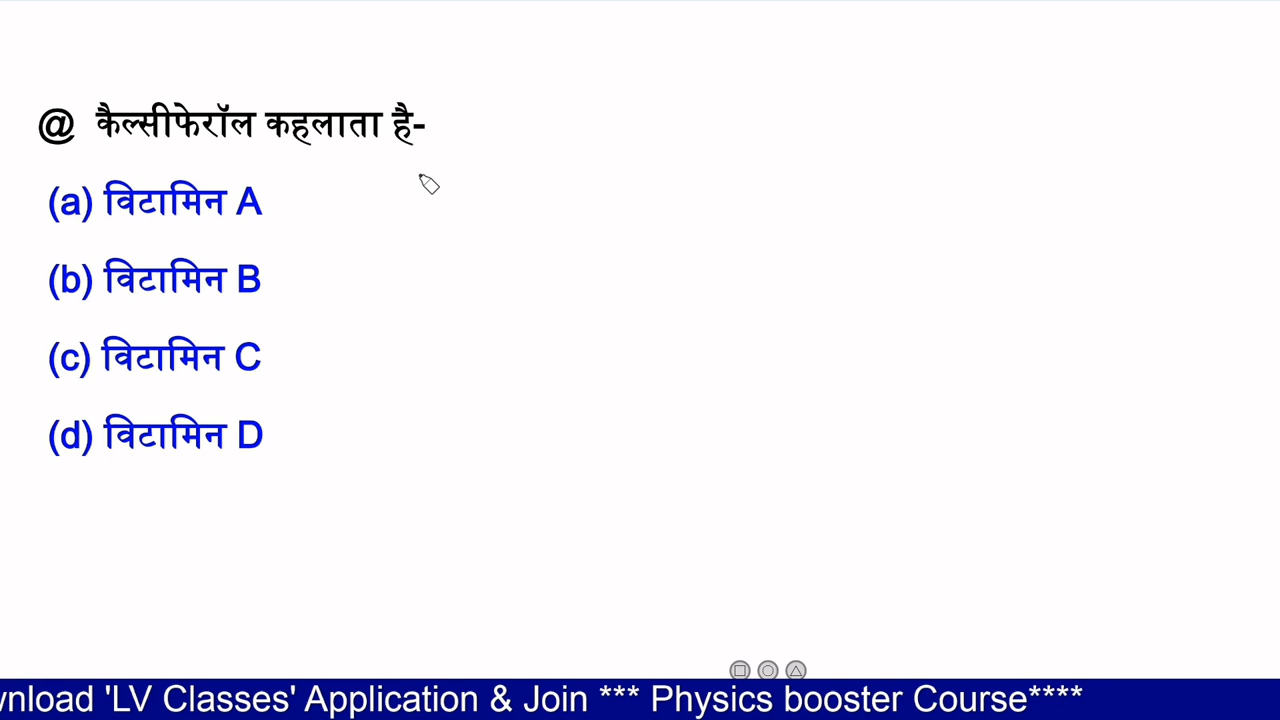 @ कैल्सीफेरॉल कहलाता है-
(a) विटामिन A
(b) विटामिन B
(c) विटामिन C
(d) विटामिन D
wnload 'LV Classes' Application & Join *** Physics booster Course****